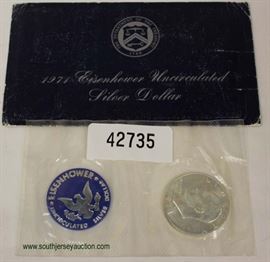 1971 Eisenhower Uncirculated
Silver Dollar
42735
EISENHOWER
DOLLAR
UNCIRCULATED SILVER
www.southjerseyauction.com